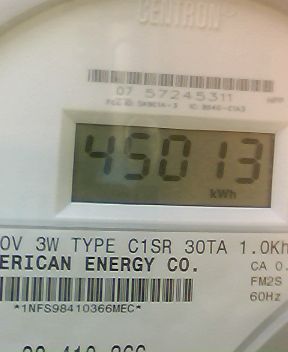 CENTRON
07 57245311
45013
kWh
0V 3W TYPE C1SR 30TA 1.0Kh
ERICAN ENERGY CO.
CA 0.
FM2S
60Hz
*1NFS98410366MEC*